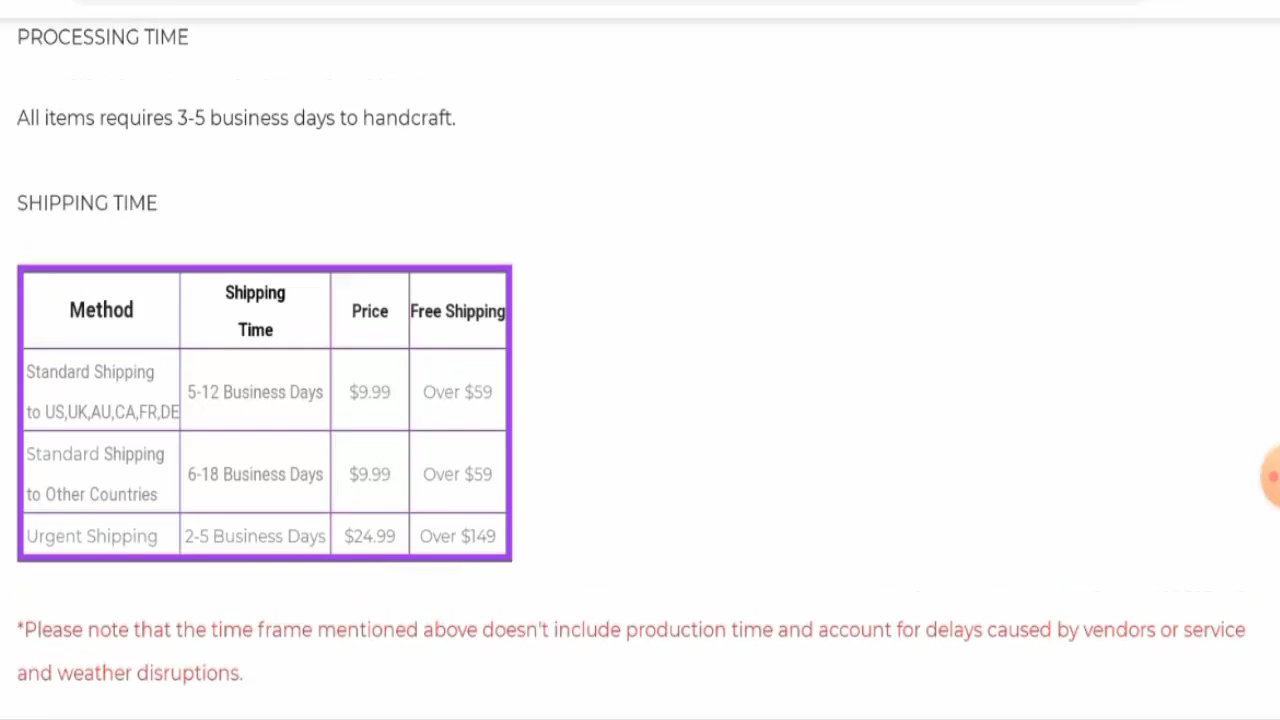 PROCESSING TIME
All items requires 3-5 business days to handcraft.
SHIPPING TIME
Method Shipping Time Price Free Shipping
Standard Shipping to US,UK,AU,CA,FR,DE 5-12 Business Days $9.99 Over $59
Standard Shipping to Other Countries 6-18 Business Days $9.99 Over $59
Urgent Shipping 2-5 Business Days $24.99 Over $149
*Please note that the time frame mentioned above doesn't include production time and account for delays caused by vendors or service
and weather disruptions.